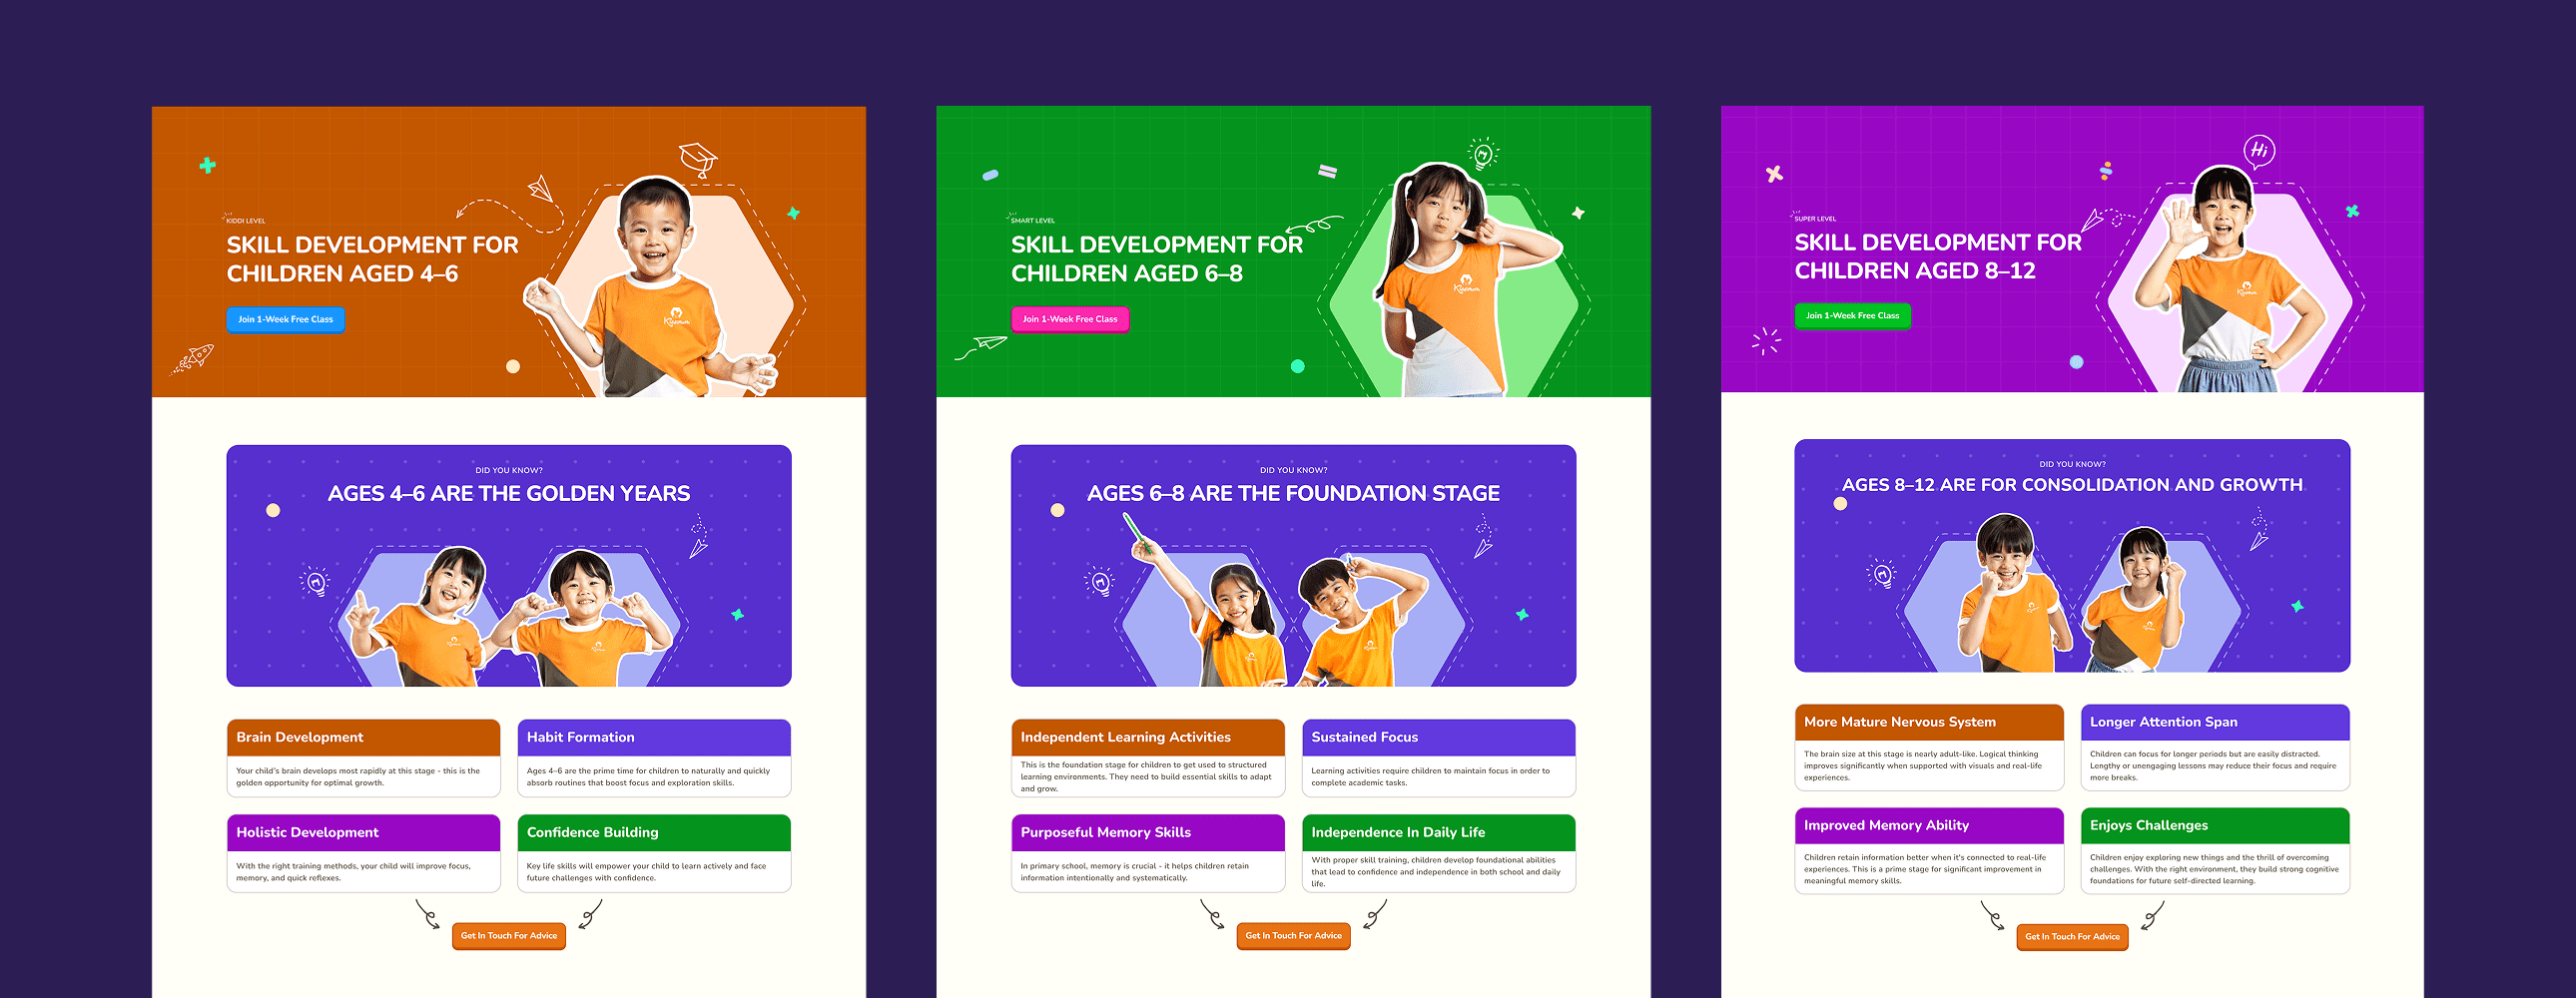 KIDDI LEVEL
SKILL DEVELOPMENT FOR
CHILDREN AGED 4–6
Join 1-Week Free Class
DID YOU KNOW?
AGES 4–6 ARE THE GOLDEN YEARS
Brain Development
Your child's brain develops most rapidly at this stage - this is the
golden opportunity for optimal growth.
Habit Formation
Ages 4–6 are the prime time for children to naturally and quickly
absorb routines that boost focus and exploration skills.
Holistic Development
With the right training methods, your child will improve focus,
memory, and quick reflexes.
Confidence Building
Key life skills will empower your child to learn actively and face
future challenges with confidence.
Get In Touch For Advice
SMART LEVEL
SKILL DEVELOPMENT FOR
CHILDREN AGED 6–8
Join 1-Week Free Class
DID YOU KNOW?
AGES 6–8 ARE THE FOUNDATION STAGE
Independent Learning Activities
This is the foundation stage for children to get used to structured
learning environments. They need to build essential skills to adapt
and grow.
Sustained Focus
Learning activities require children to maintain focus in order to
complete academic tasks.
Purposeful Memory Skills
In primary school, memory is crucial - it helps children retain
information intentionally and systematically.
Independence In Daily Life
With proper skill training, children develop foundational abilities
that lead to confidence and independence in both school and daily
life.
Get In Touch For Advice
Hi
SUPER LEVEL
SKILL DEVELOPMENT FOR
CHILDREN AGED 8–12
Join 1-Week Free Class
DID YOU KNOW?
AGES 8–12 ARE FOR CONSOLIDATION AND GROWTH
More Mature Nervous System
The brain size at this stage is nearly adult-like. Logical thinking
improves significantly when supported with visuals and real-life
experiences.
Longer Attention Span
Children can focus for longer periods but are easily distracted.
Lengthy or unengaging lessons may reduce their focus and require
more breaks.
Improved Memory Ability
Children retain information better when it's connected to real-life
experiences. This is a prime stage for significant improvement in
meaningful memory skills.
Enjoys Challenges
Children enjoy exploring new things and the thrill of overcoming
challenges. With the right environment, they build strong cognitive
foundations for future self-directed learning.
Get In Touch For Advice